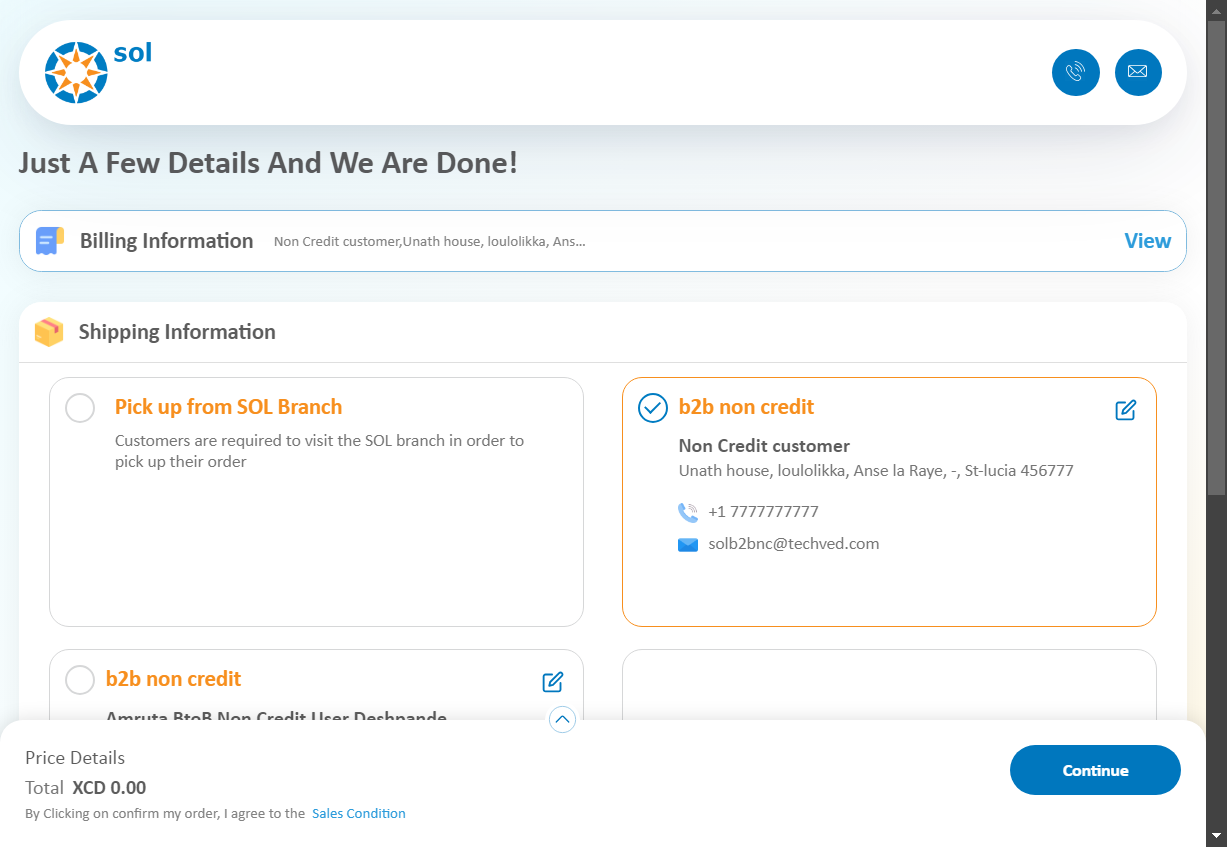 sol
Just A Few Details And We Are Done!
Billing Information Non Credit customer,Unath house, loulolikka, Ans... View
Shipping Information
Pick up from SOL Branch
Customers are required to visit the SOL branch in order to
pick up their order
b2b non credit
Non Credit customer
Unath house, loulolikka, Anse la Raye, -, St-lucia 456777
+1 7777777777
solb2bnc@techved.com
b2b non credit
Amruta BtoB Non Credit User Deshpande
Price Details
Total XCD 0.00
By Clicking on confirm my order, I agree to the Sales Condition
Continue